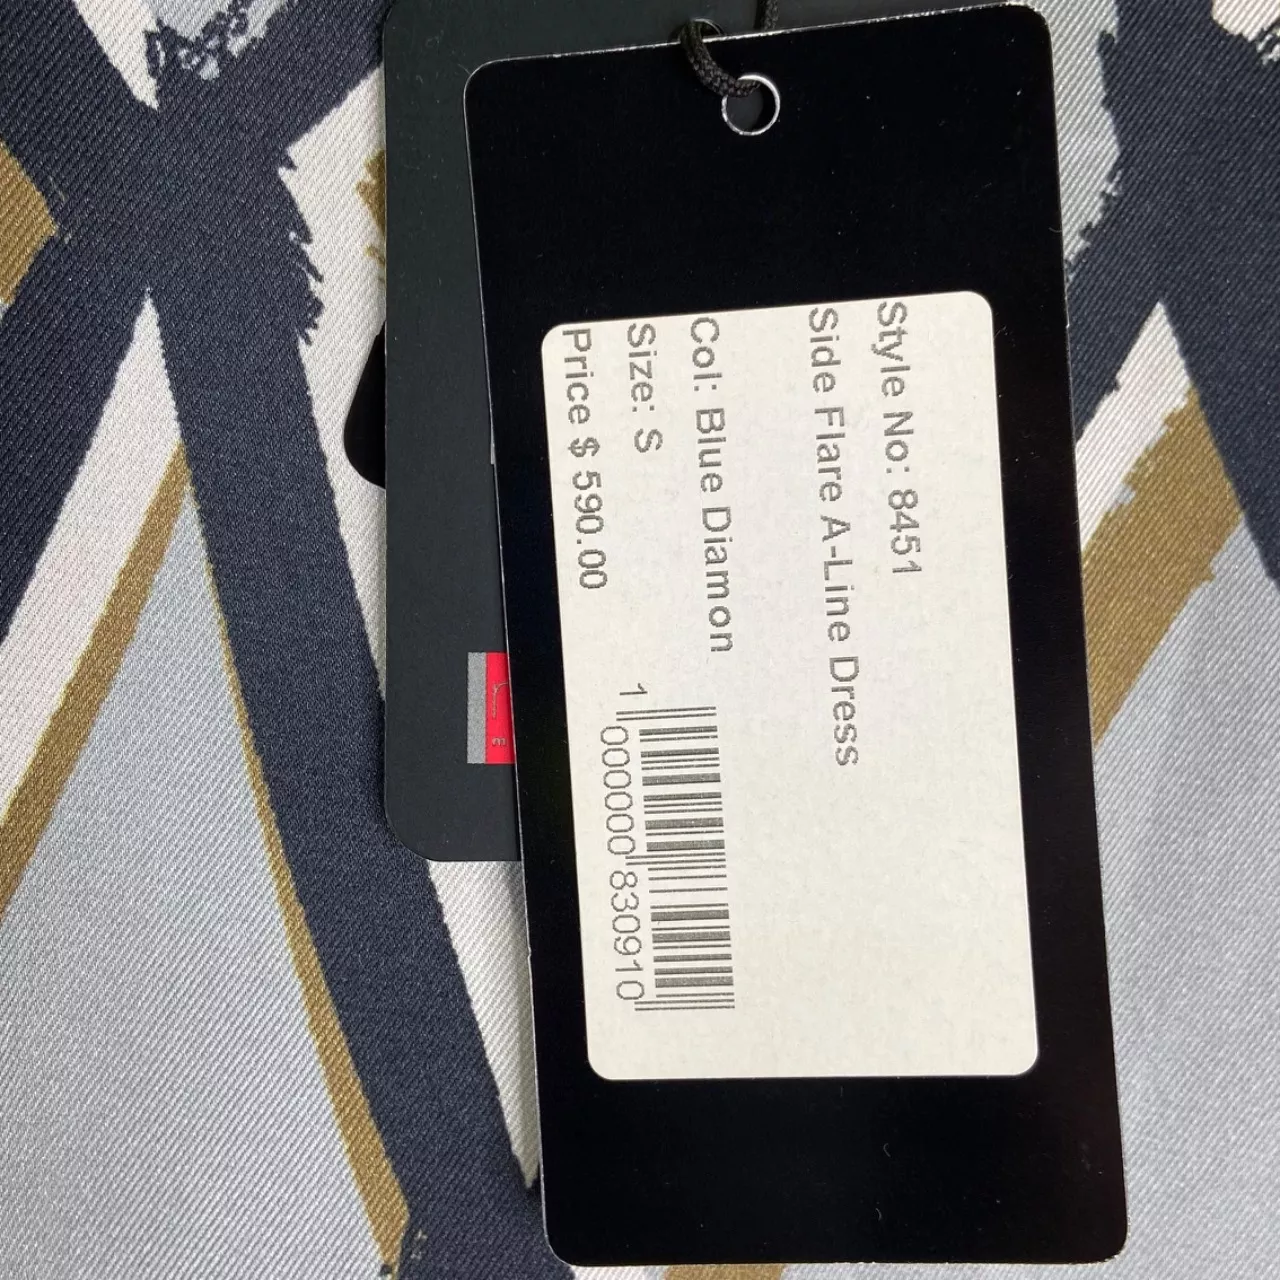 Style No: 8451
Side Flare A-Line Dress
Col: Blue Diamon
Size: S
Price $ 590.00
1 000000 830910
E